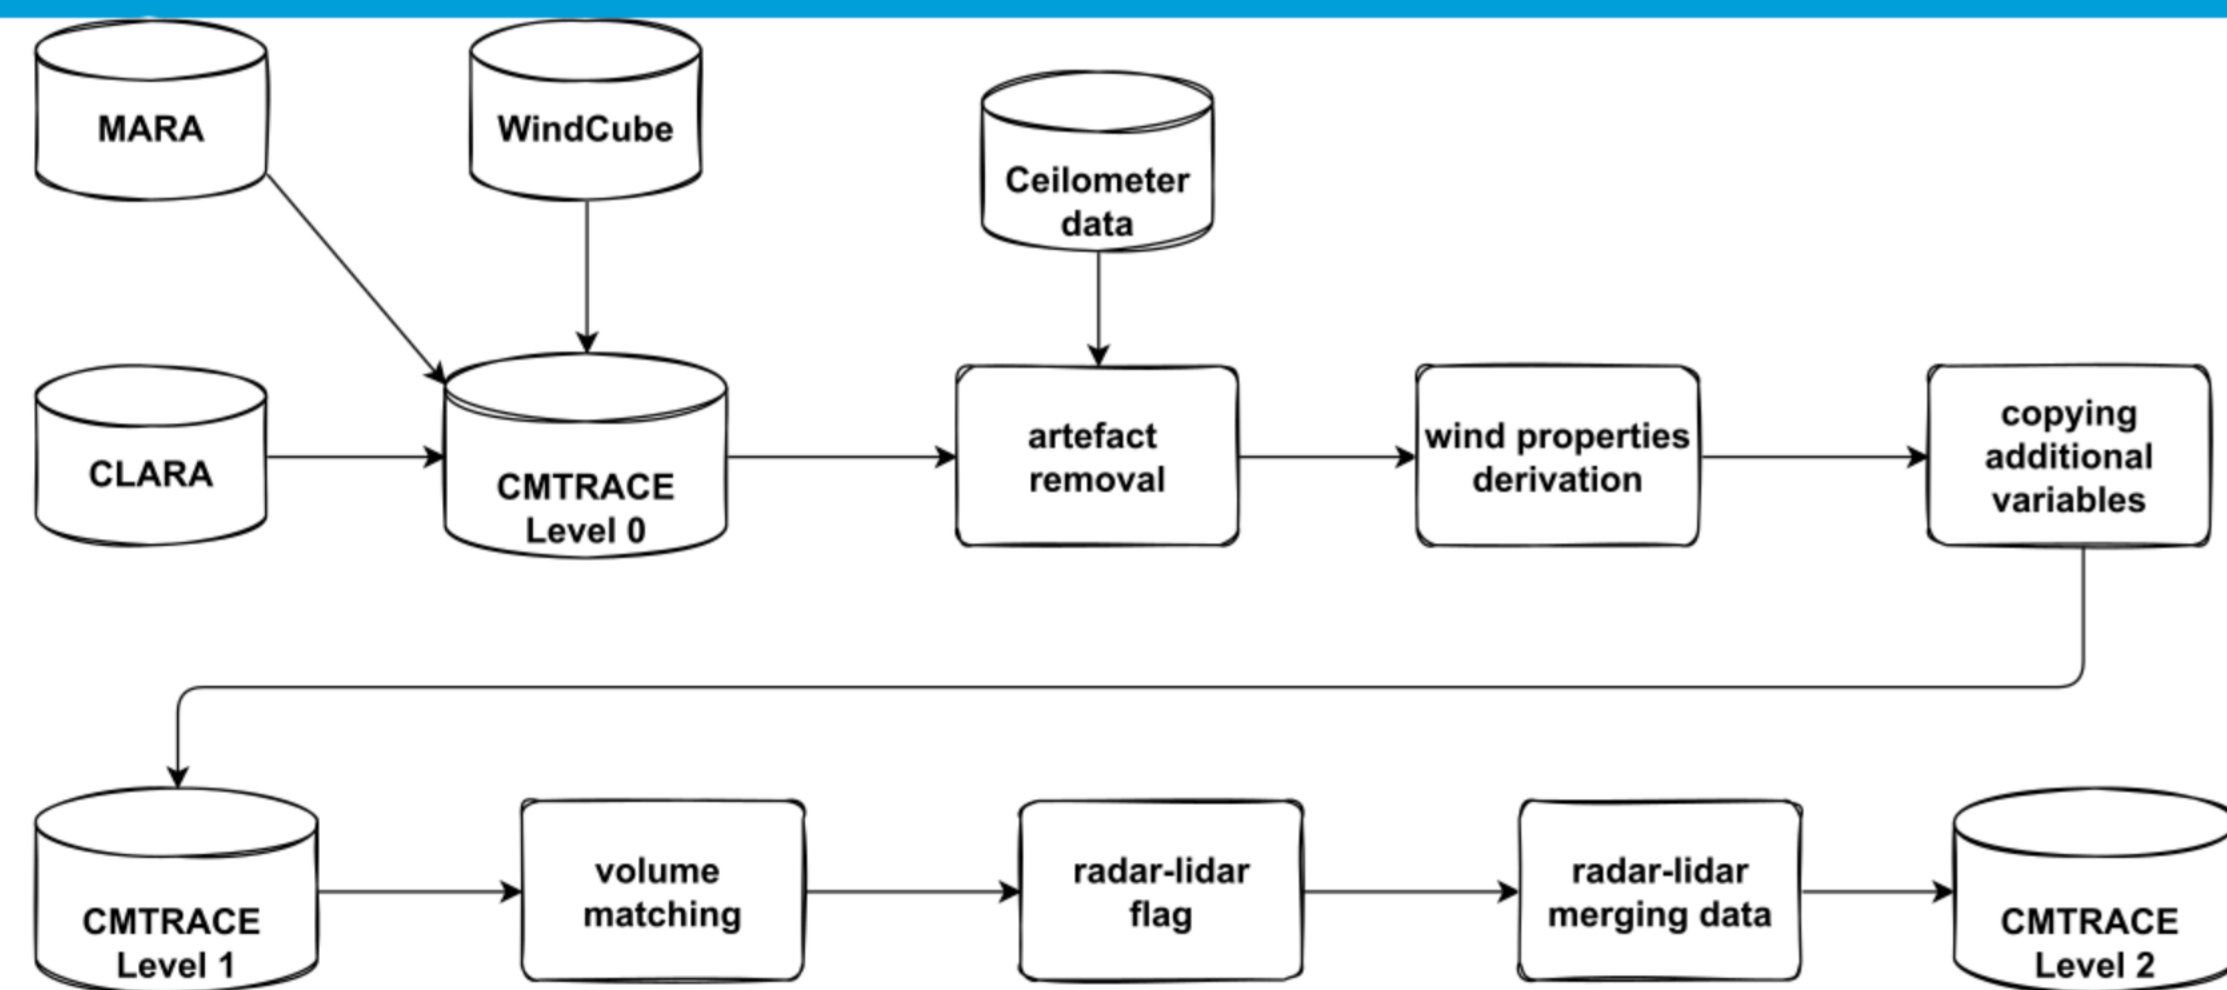 MARA
WindCube
Ceilometer
data
CLARA
CMTRACE
Level 0
artefact
removal
wind properties
derivation
copying
additional
variables
CMTRACE
Level 1
volume
matching
radar-lidar
flag
radar-lidar
merging data
CMTRACE
Level 2